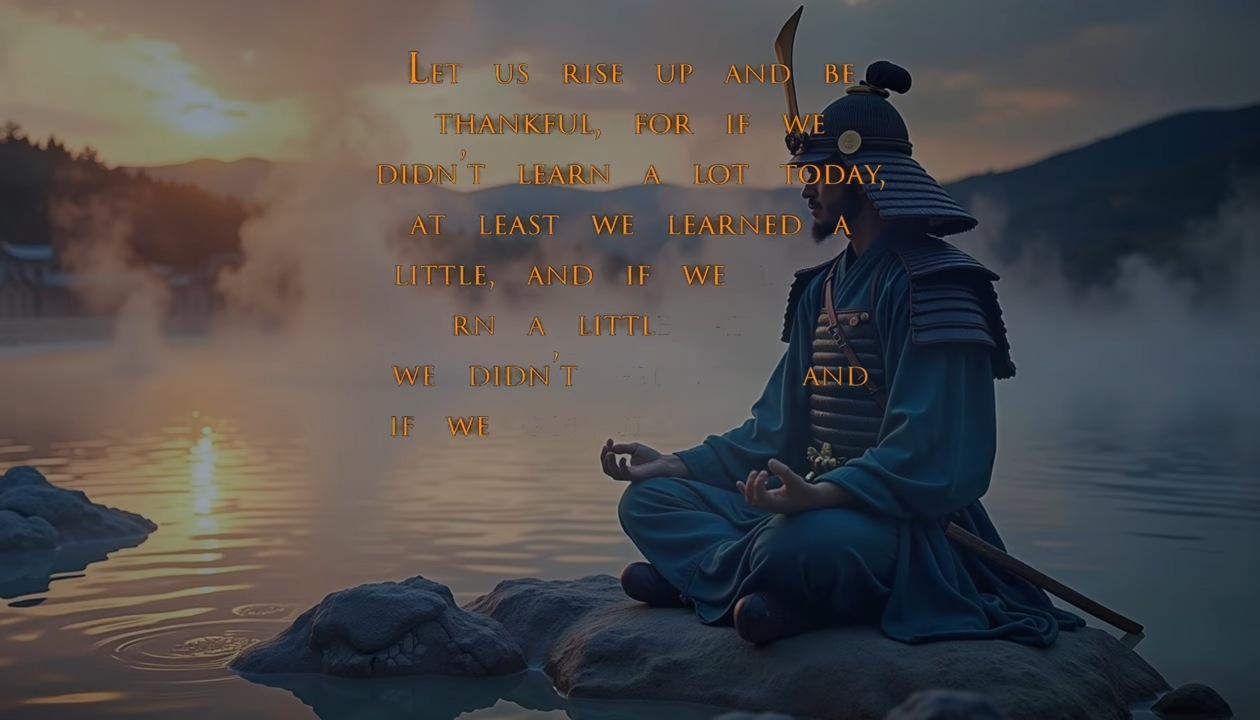 Let us rise up and be
thankful, for if we
didn't learn a lot today,
at least we learned a
little, and if we
rn a littl
we didn't and
if we